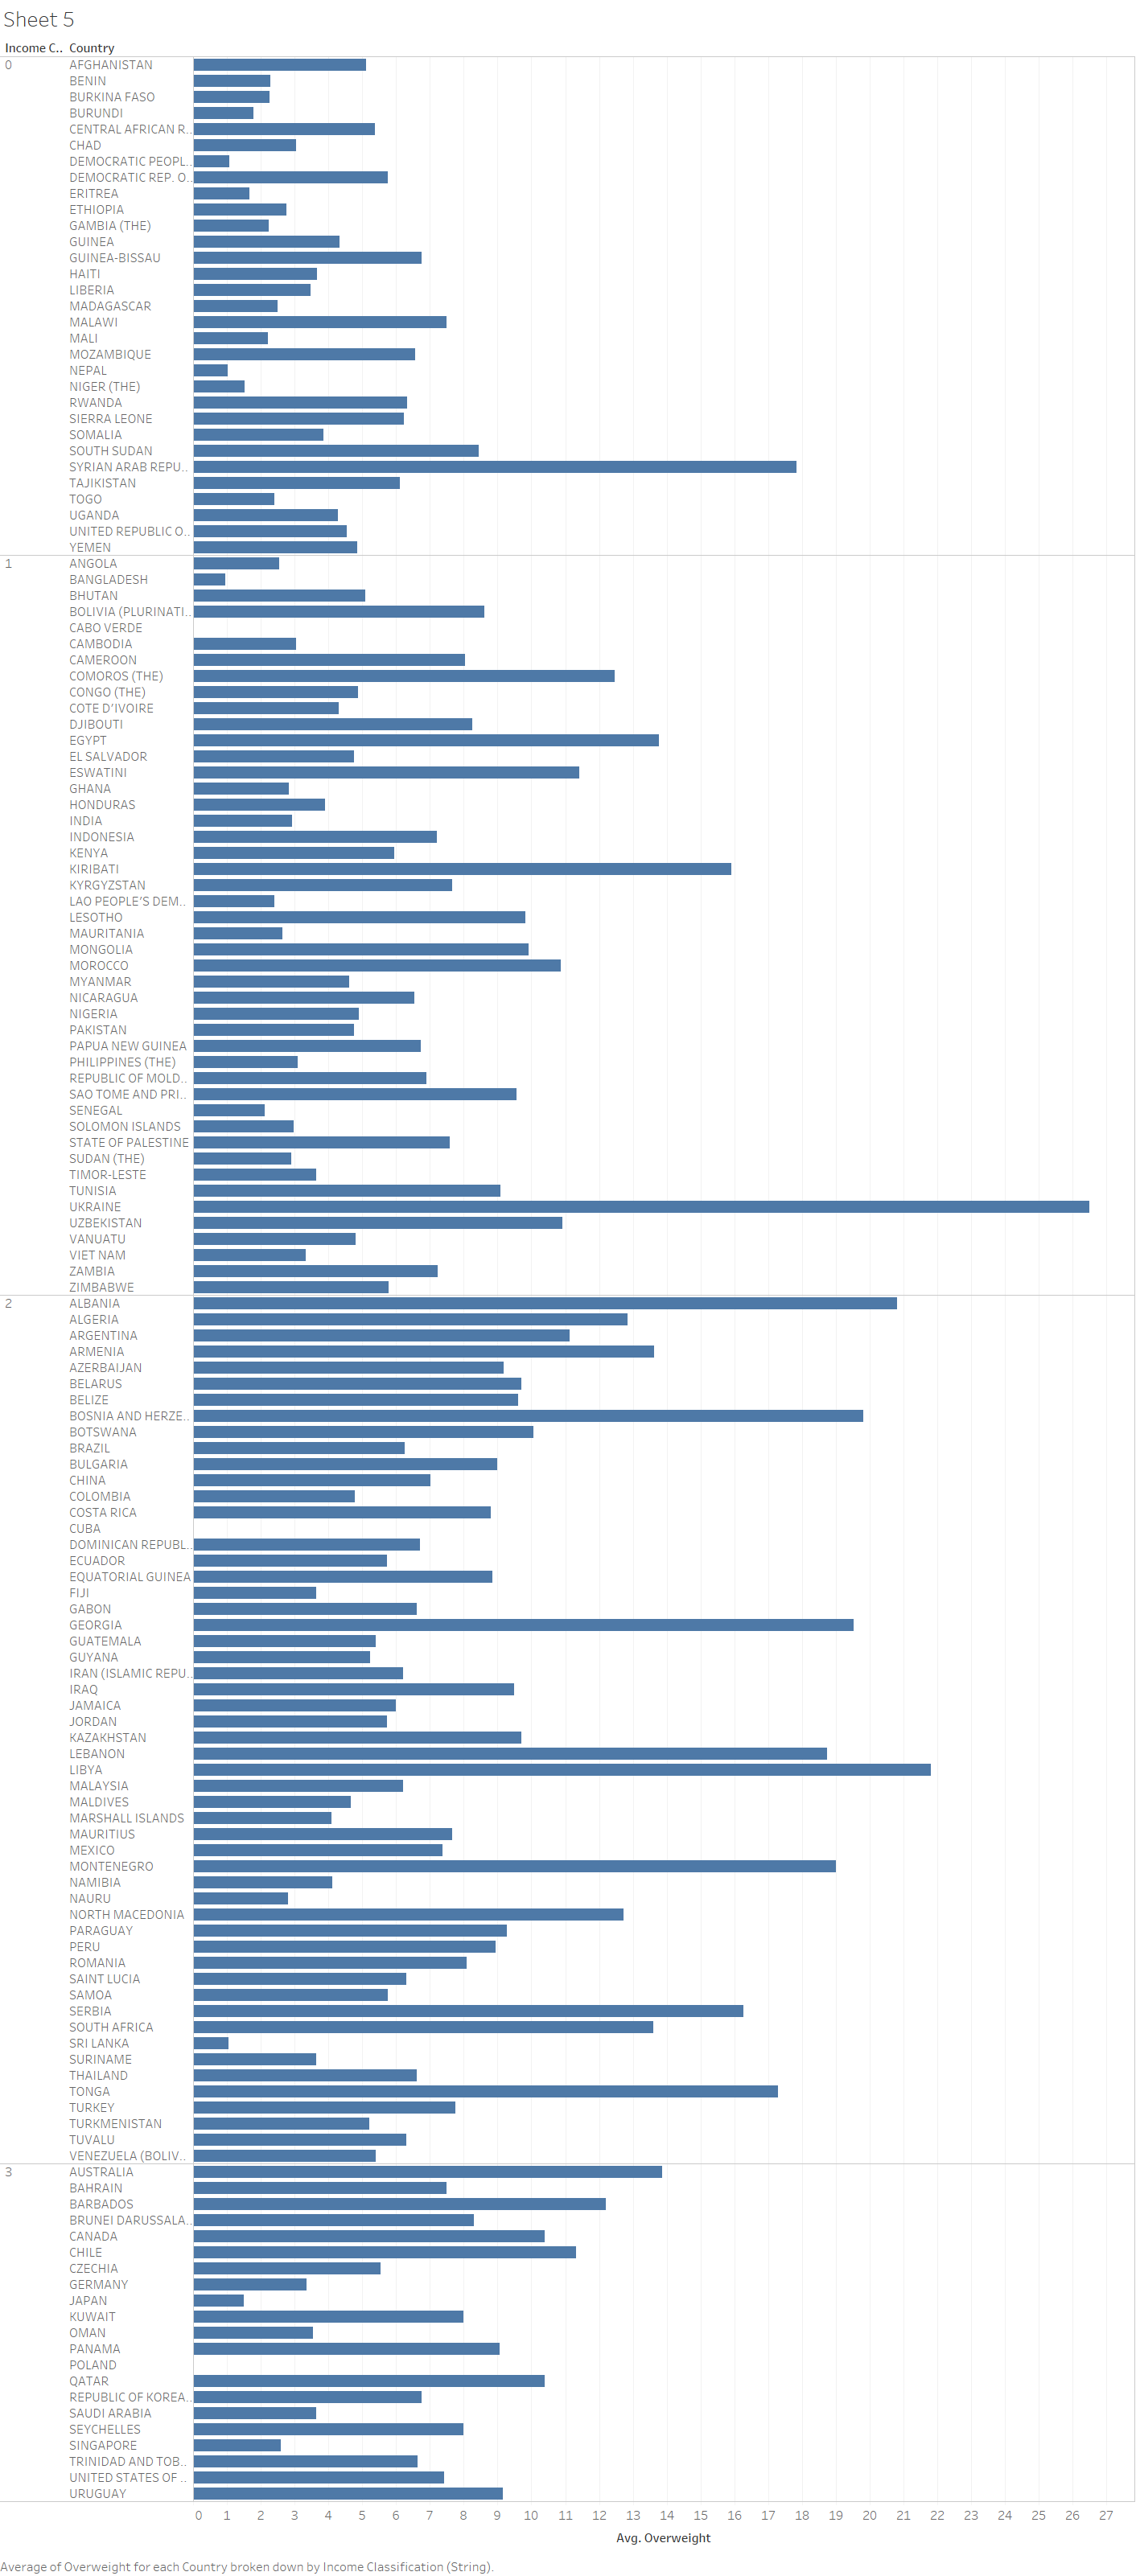 Sheet 5
Income C.. Country
0 AFGHANISTAN
BENIN
BURKINA FASO
BURUNDI
CENTRAL AFRICAN R..
CHAD
DEMOCRATIC PEOPL..
DEMOCRATIC REP. O..
ERITREA
ETHIOPIA
GAMBIA (THE)
GUINEA
GUINEA-BISSAU
HAITI
LIBERIA
MADAGASCAR
MALAWI
MALI
MOZAMBIQUE
NEPAL
NIGER (THE)
RWANDA
SIERRA LEONE
SOMALIA
SOUTH SUDAN
SYRIAN ARAB REPU..
TAJIKISTAN
TOGO
UGANDA
UNITED REPUBLIC O..
YEMEN
1 ANGOLA
BANGLADESH
BHUTAN
BOLIVIA (PLURINATI..
CABO VERDE
CAMBODIA
CAMEROON
COMOROS (THE)
CONGO (THE)
COTE D'IVOIRE
DJIBOUTI
EGYPT
EL SALVADOR
ESWATINI
GHANA
HONDURAS
INDIA
INDONESIA
KENYA
KIRIBATI
KYRGYZSTAN
LAO PEOPLE'S DEM..
LESOTHO
MAURITANIA
MONGOLIA
MOROCCO
MYANMAR
NICARAGUA
NIGERIA
PAKISTAN
PAPUA NEW GUINEA
PHILIPPINES (THE)
REPUBLIC OF MOLD..
SAO TOME AND PRI..
SENEGAL
SOLOMON ISLANDS
STATE OF PALESTINE
SUDAN (THE)
TIMOR-LESTE
TUNISIA
UKRAINE
UZBEKISTAN
VANUATU
VIET NAM
ZAMBIA
ZIMBABWE
2 ALBANIA
ALGERIA
ARGENTINA
ARMENIA
AZERBAIJAN
BELARUS
BELIZE
BOSNIA AND HERZE..
BOTSWANA
BRAZIL
BULGARIA
CHINA
COLOMBIA
COSTA RICA
CUBA
DOMINICAN REPUBL..
ECUADOR
EQUATORIAL GUINEA
FIJI
GABON
GEORGIA
GUATEMALA
GUYANA
IRAN (ISLAMIC REPU..
IRAQ
JAMAICA
JORDAN
KAZAKHSTAN
LEBANON
LIBYA
MALAYSIA
MALDIVES
MARSHALL ISLANDS
MAURITIUS
MEXICO
MONTENEGRO
NAMIBIA
NAURU
NORTH MACEDONIA
PARAGUAY
PERU
ROMANIA
SAINT LUCIA
SAMOA
SERBIA
SOUTH AFRICA
SRI LANKA
SURINAME
THAILAND
TONGA
TURKEY
TURKMENISTAN
TUVALU
VENEZUELA (BOLIV..
3 AUSTRALIA
BAHRAIN
BARBADOS
BRUNEI DARUSSALA..
CANADA
CHILE
CZECHIA
GERMANY
JAPAN
KUWAIT
OMAN
PANAMA
POLAND
QATAR
REPUBLIC OF KOREA..
SAUDI ARABIA
SEYCHELLES
SINGAPORE
TRINIDAD AND TOB..
UNITED STATES OF ..
URUGUAY
0 1 2 3 4 5 6 7 8 9 10 11 12 13 14 15 16 17 18 19 20 21 22 23 24 25 26 27
Avg. Overweight
Average of Overweight for each Country broken down by Income Classification (String).